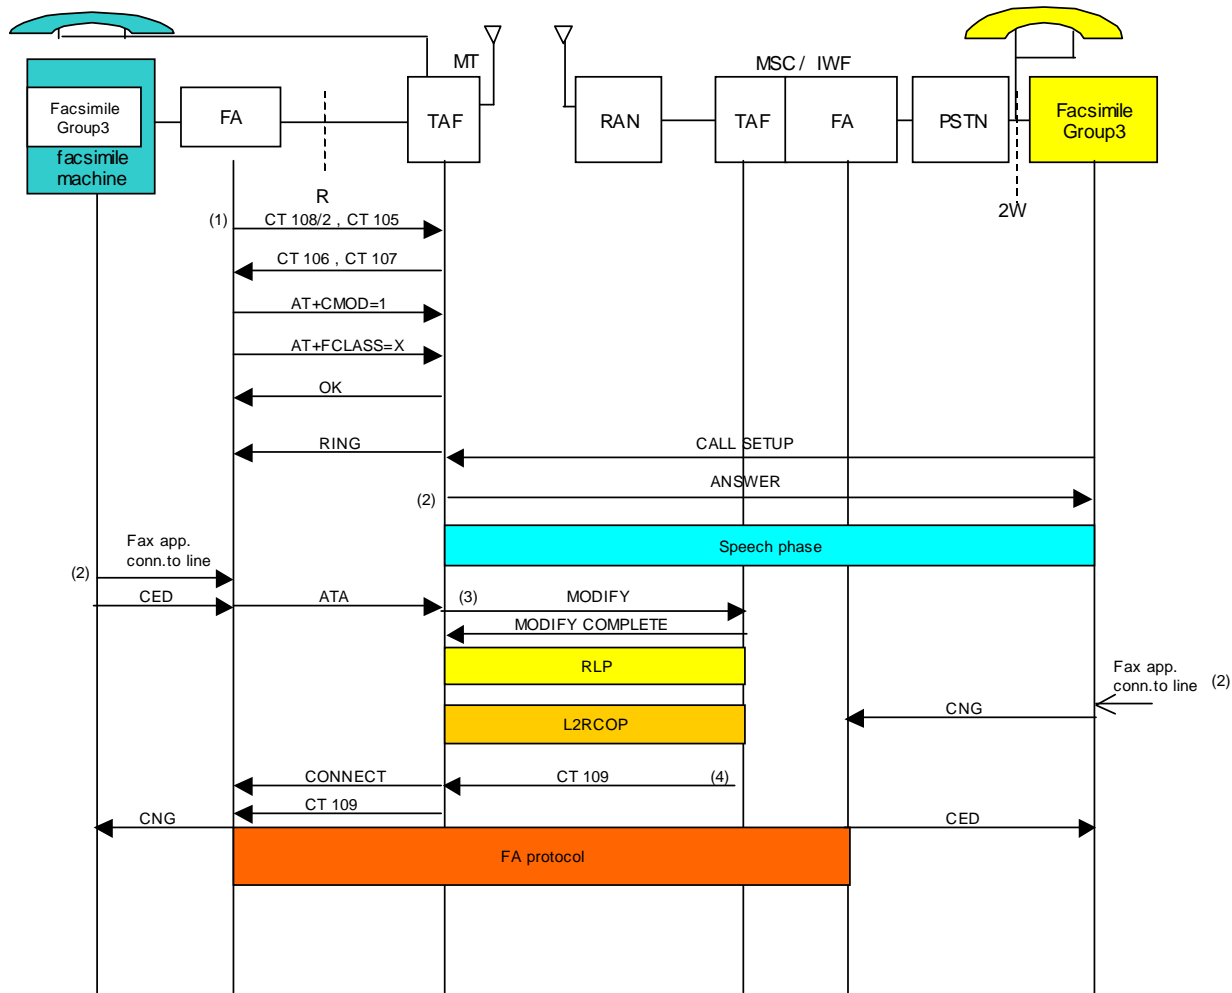 MT
MSC / IWF
Facsimile
Group3
facsimile
machine
FA
TAF
RAN
TAF
FA
PSTN
Facsimile
Group3
R
2W
(1)
CT 108/2 , CT 105
CT 106 , CT 107
AT+CMOD=1
AT+FCLASS=X
OK
RING
CALL SETUP
(2)
ANSWER
Speech phase
Fax app.
conn.to line
(2)
CED
ATA
(3)
MODIFY
MODIFY COMPLETE
RLP
Fax app.
conn.to line
(2)
CNG
L2RCOP
CONNECT
CT 109
(4)
CT 109
CNG
CED
FA protocol